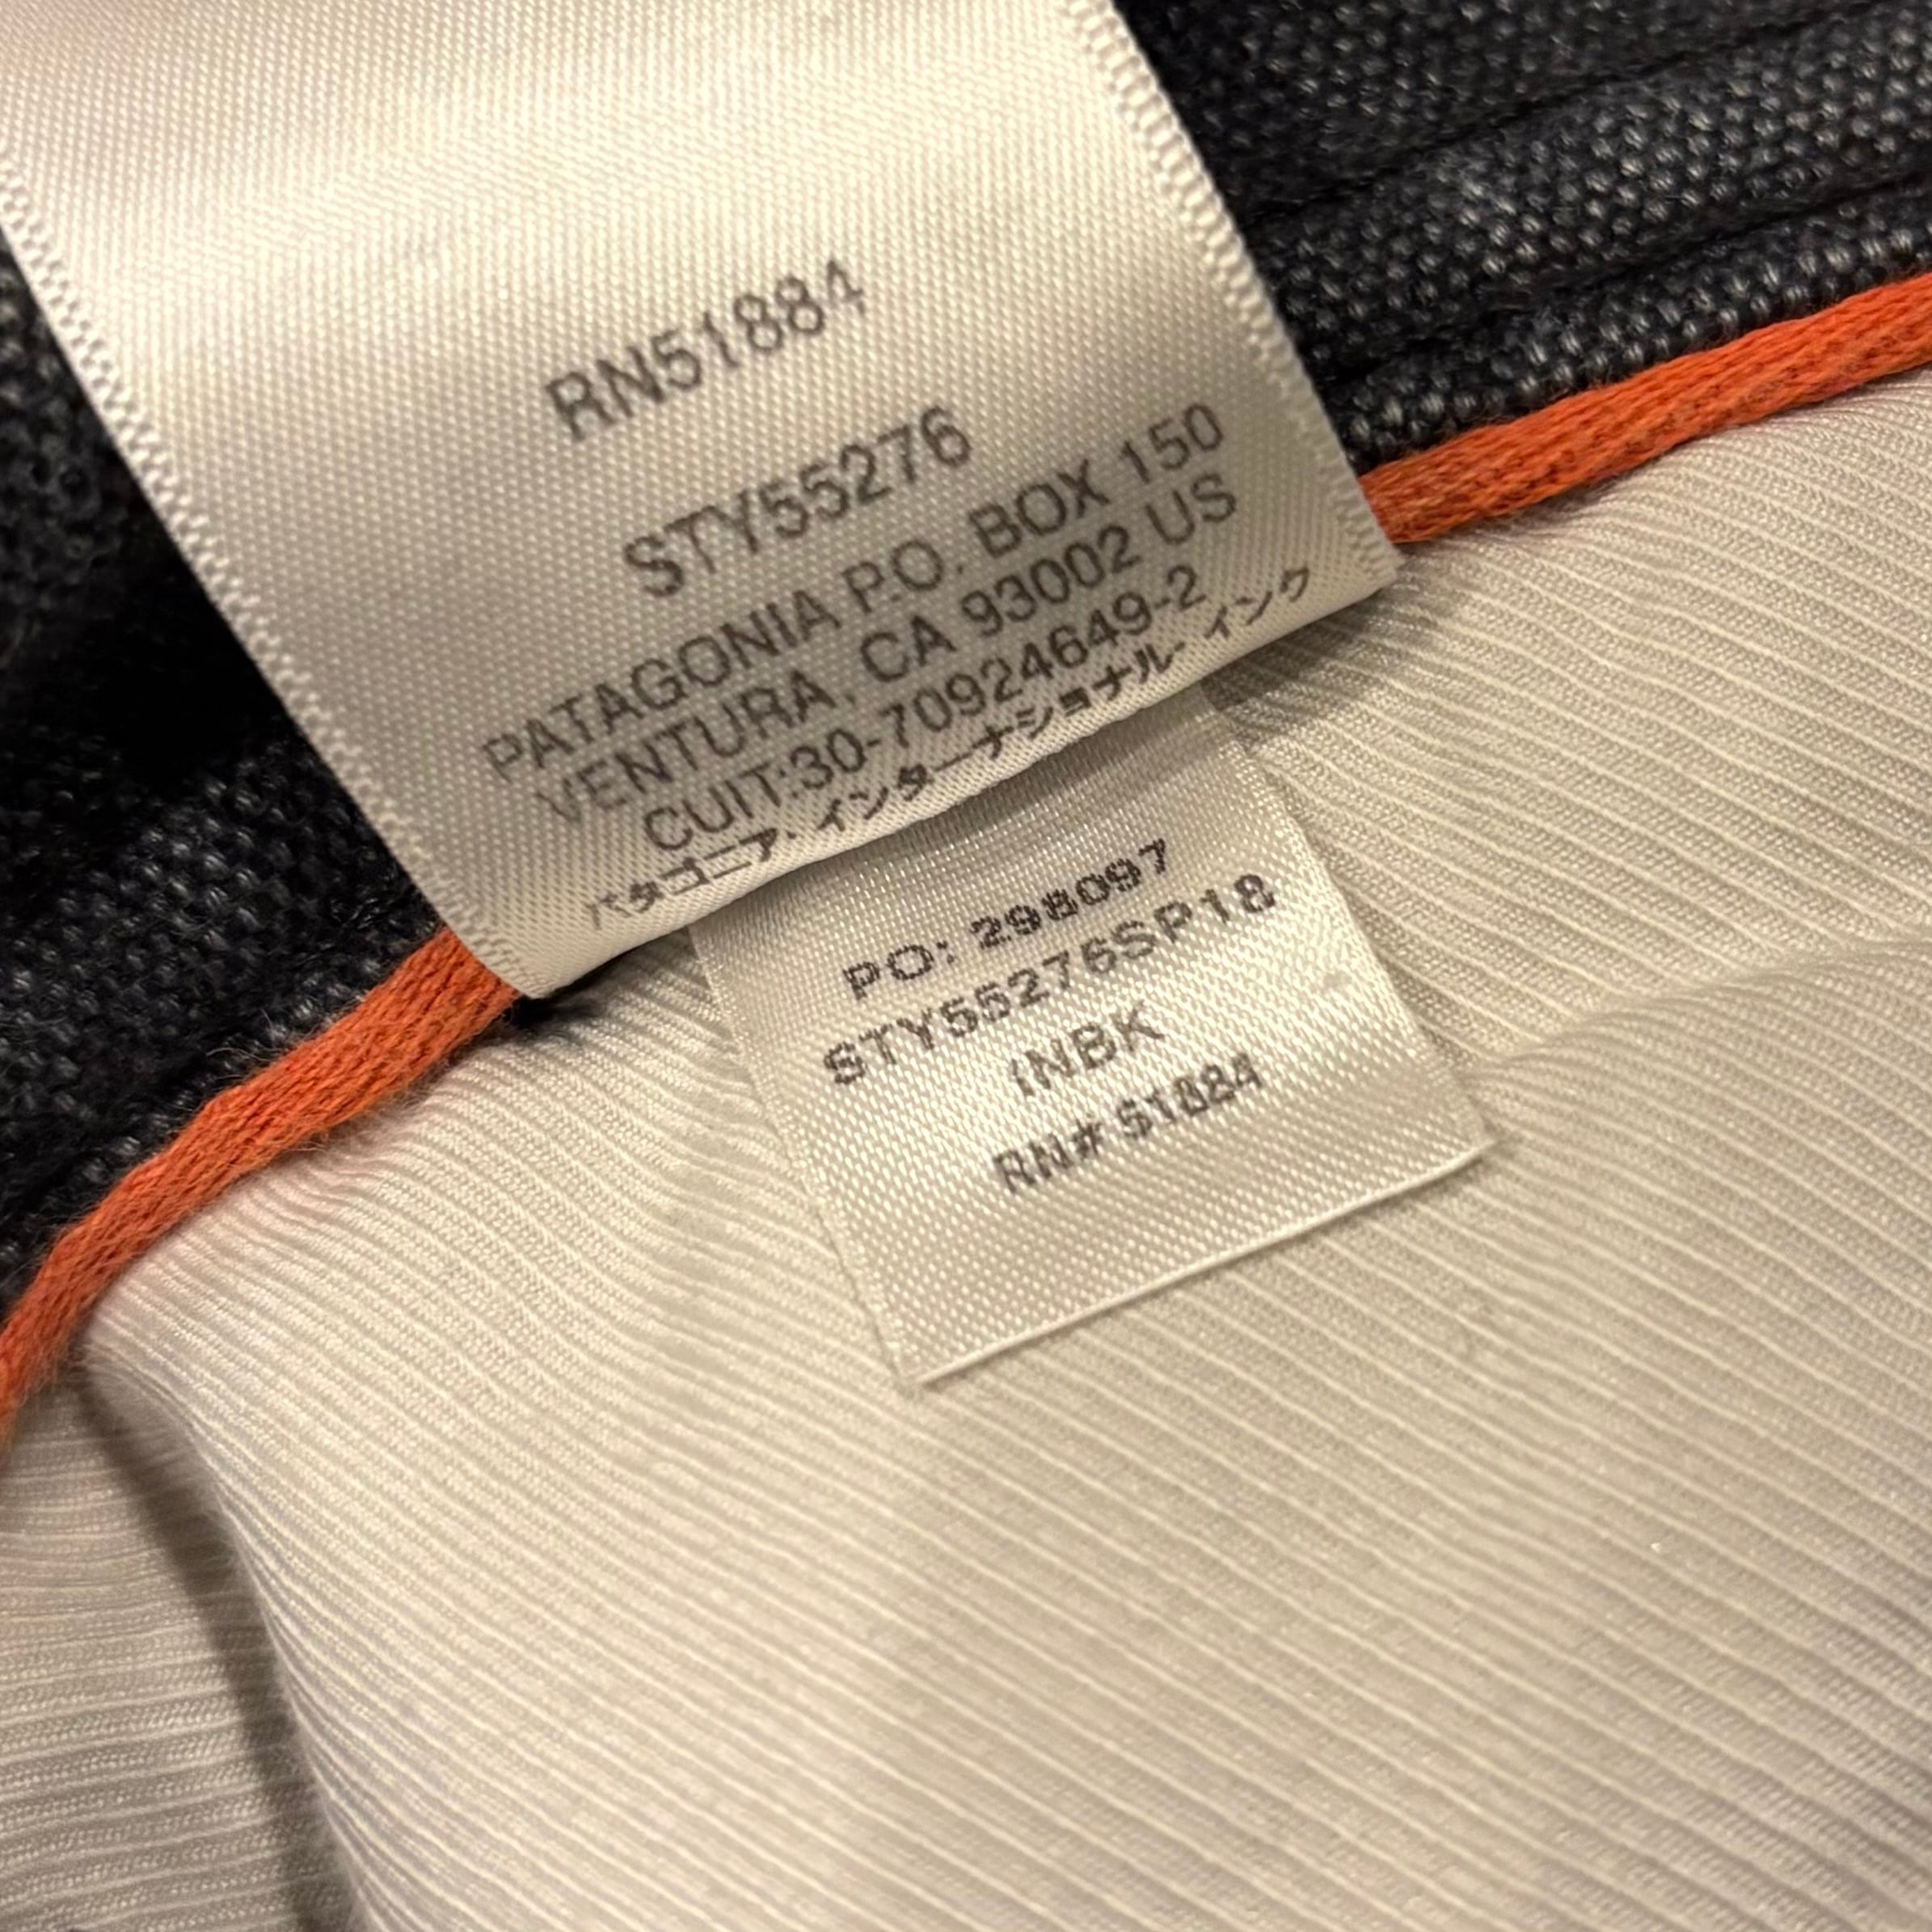 RN51884
STY55276
PATAGONIA P.O. BOX 150
VENTURA, CA 93002 US
CUIT:30-70924649-2
パタゴニア・インターナショナル・インク
PO: 298097
STY55276SP18
INBK
RN# 51884